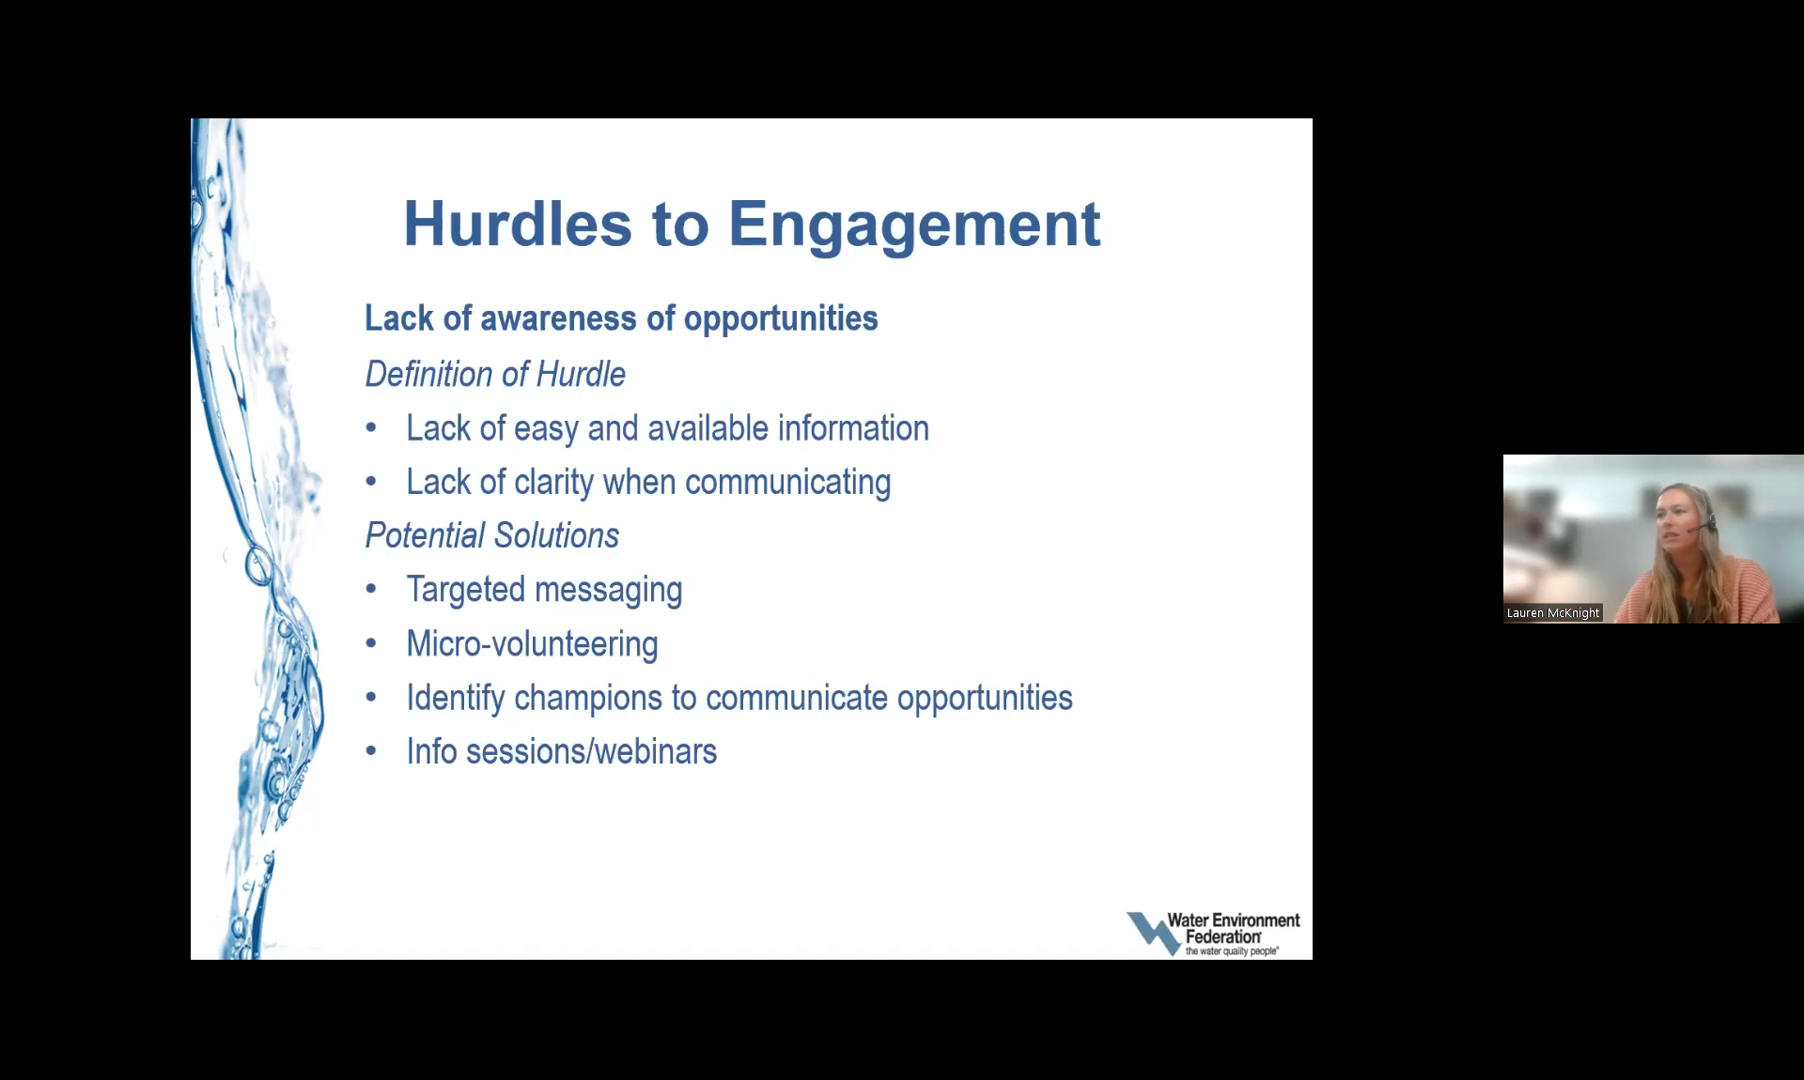 Hurdles to Engagement
Lack of awareness of opportunities
Definition of Hurdle
• Lack of easy and available information
• Lack of clarity when communicating
Potential Solutions
• Targeted messaging
• Micro-volunteering
• Identify champions to communicate opportunities
• Info sessions/webinars
Water Environment
Federation
the water quality people®
Lauren McKnight